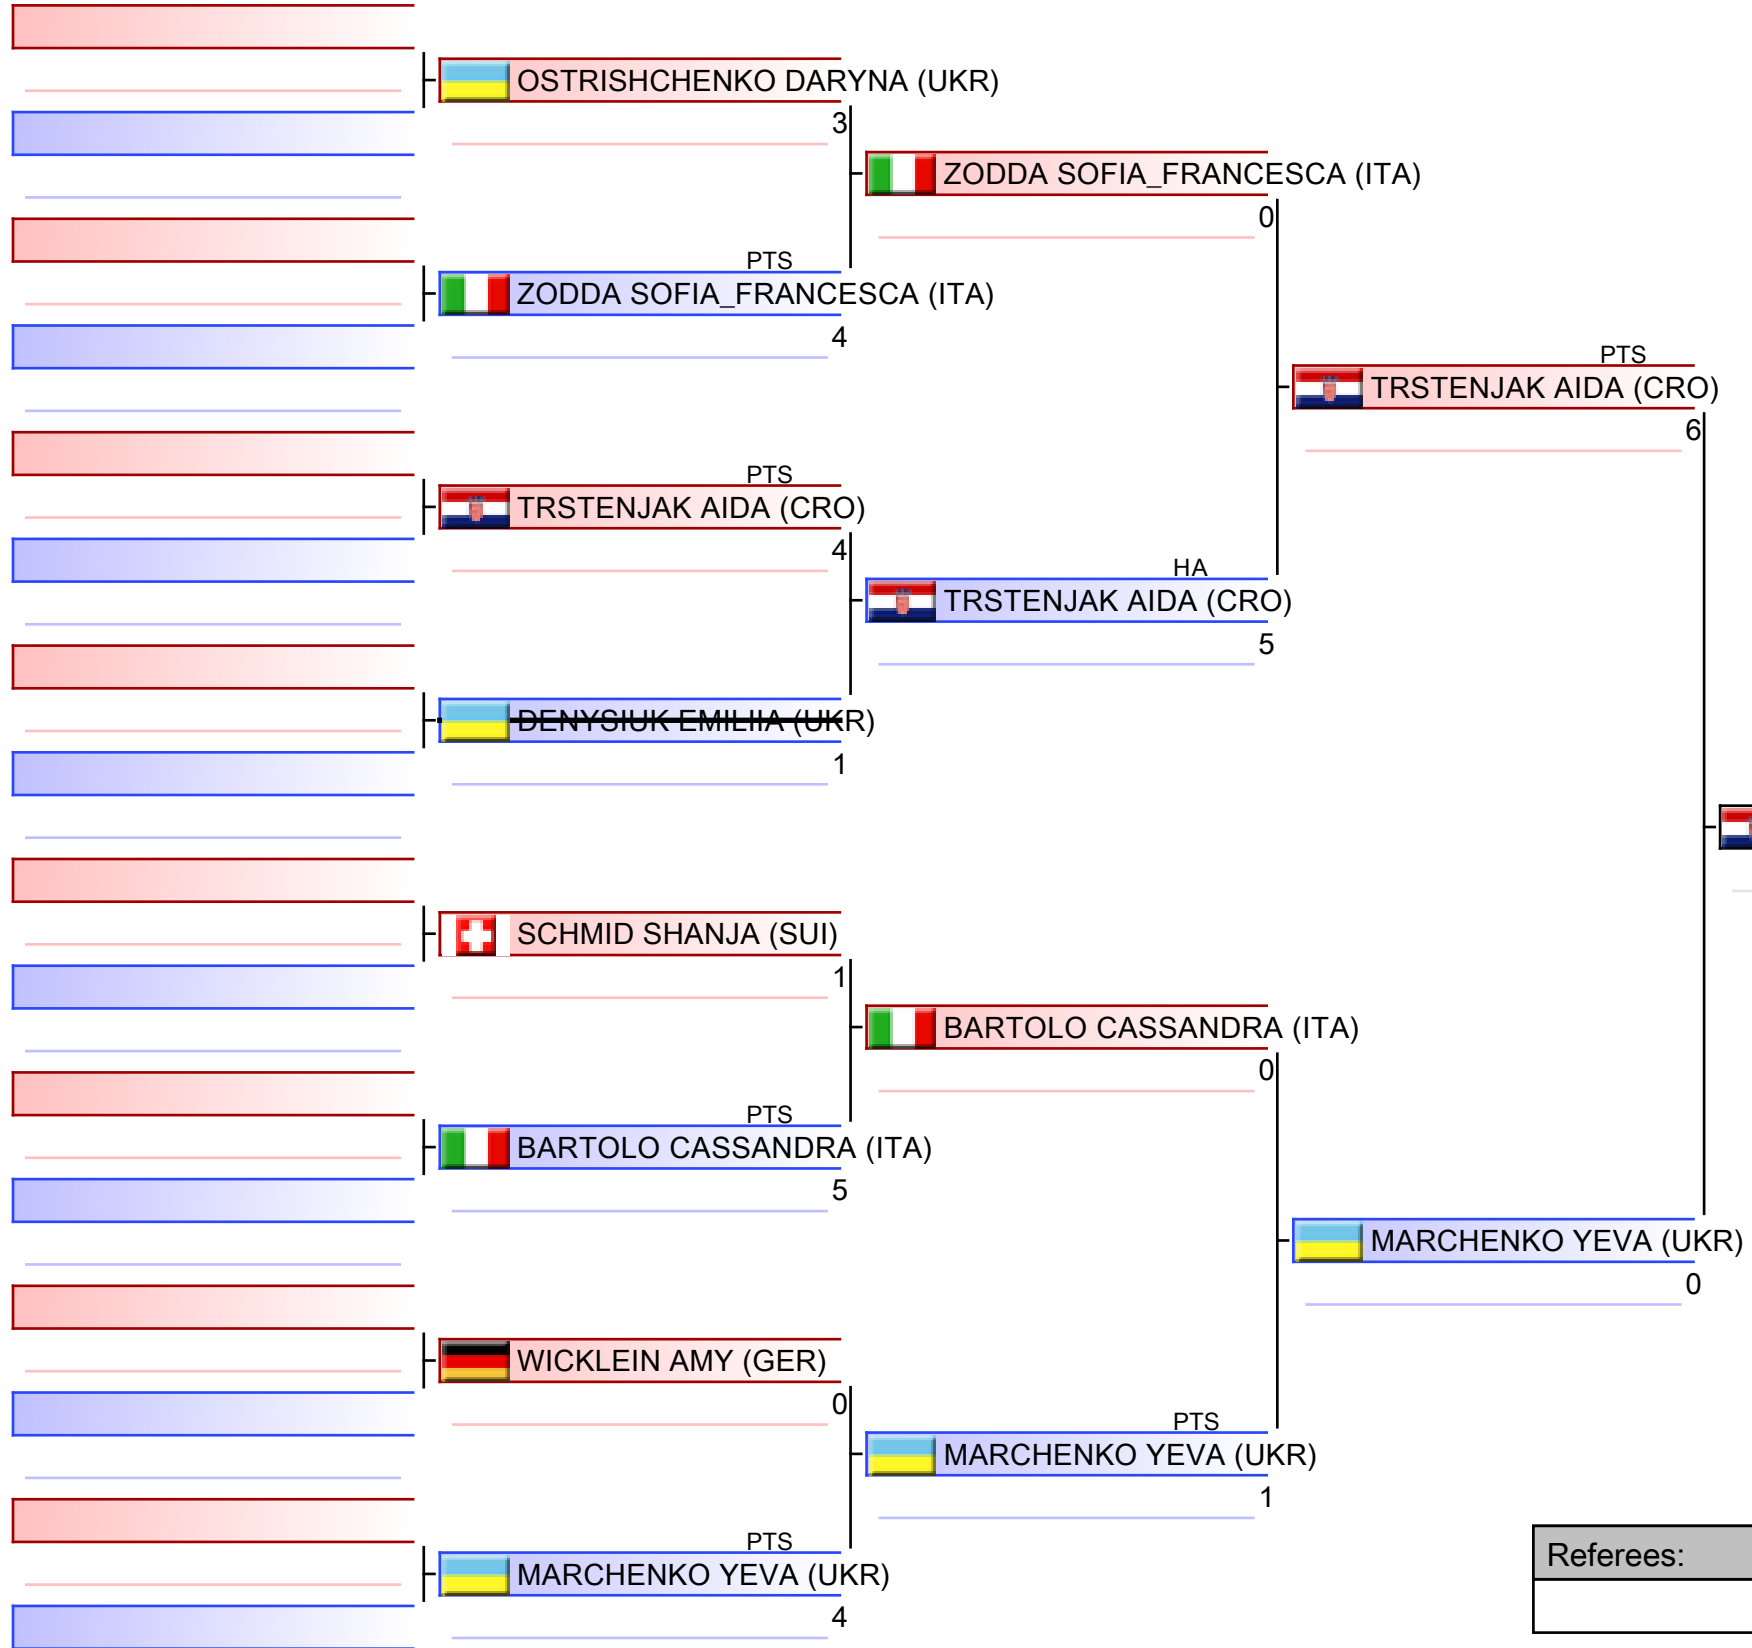 OSTRISHCHENKO DARYNA (UKR)
3
ZODDA SOFIA_FRANCESCA (ITA)
0
PTS
ZODDA SOFIA_FRANCESCA (ITA)
4
PTS
TRSTENJAK AIDA (CRO)
6
PTS
TRSTENJAK AIDA (CRO)
4
HA
TRSTENJAK AIDA (CRO)
5
DENYSIUK EMILIIA (UKR)
1
SCHMID SHANJA (SUI)
1
BARTOLO CASSANDRA (ITA)
0
PTS
BARTOLO CASSANDRA (ITA)
5
MARCHENKO YEVA (UKR)
0
WICKLEIN AMY (GER)
0
PTS
MARCHENKO YEVA (UKR)
1
PTS
MARCHENKO YEVA (UKR)
4
Referees: